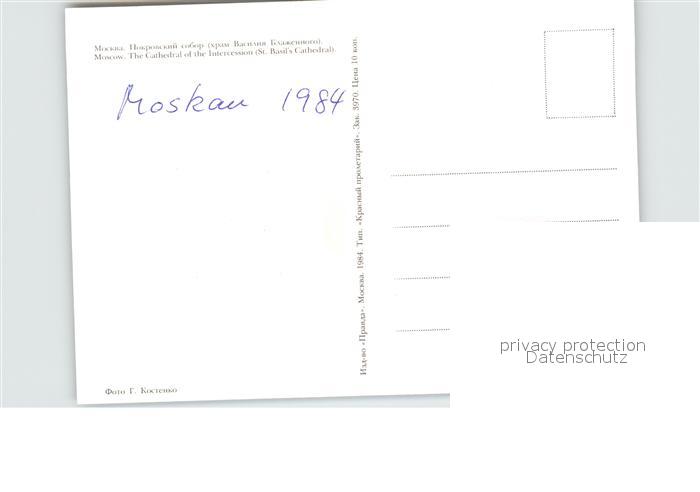 Москва. Покровский собор (храм Василия Блаженного).
Moscow. The Cathedral of the Intercession (St. Basil's Cathedral).
Moskau 1984
Изд-во «Правда». Москва. 1984. Тип. «Красный пролетарий». Зак. 3970. Цена 10 коп.
privacy protection
Datenschutz
Фото Г. Костенко